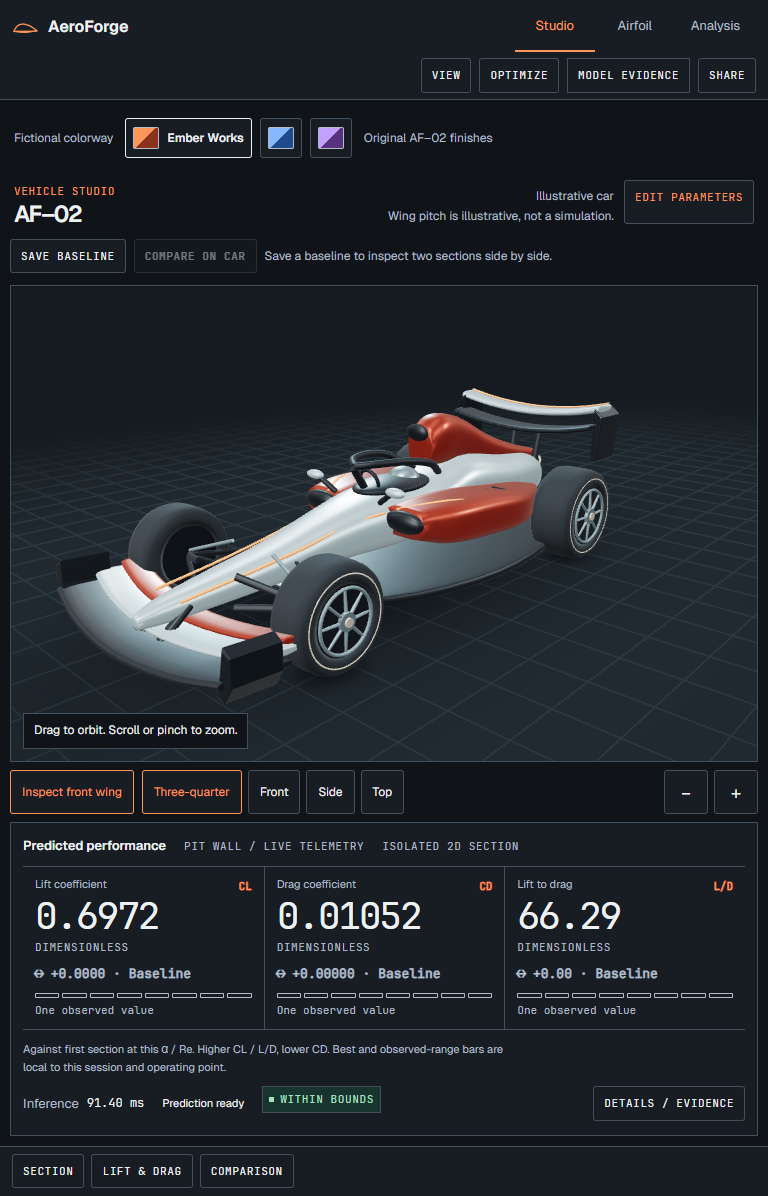 AeroForge
Studio Airfoil Analysis
VIEW OPTIMIZE MODEL EVIDENCE SHARE
Fictional colorway Ember Works Original AF–02 finishes
VEHICLE STUDIO
AF–02
Illustrative car
Wing pitch is illustrative, not a simulation.
EDIT PARAMETERS
SAVE BASELINE COMPARE ON CAR Save a baseline to inspect two sections side by side.
Drag to orbit. Scroll or pinch to zoom.
Inspect front wing Three-quarter Front Side Top − +
Predicted performance PIT WALL / LIVE TELEMETRY ISOLATED 2D SECTION
Lift coefficient CL
0.6972
DIMENSIONLESS
↔ +0.0000 · Baseline
One observed value
Drag coefficient CD
0.01052
DIMENSIONLESS
↔ +0.00000 · Baseline
One observed value
Lift to drag L/D
66.29
DIMENSIONLESS
↔ +0.00 · Baseline
One observed value
Against first section at this α / Re. Higher CL / L/D, lower CD. Best and observed-range bars are
local to this session and operating point.
Inference 91.40 ms Prediction ready WITHIN BOUNDS DETAILS / EVIDENCE
SECTION LIFT & DRAG COMPARISON